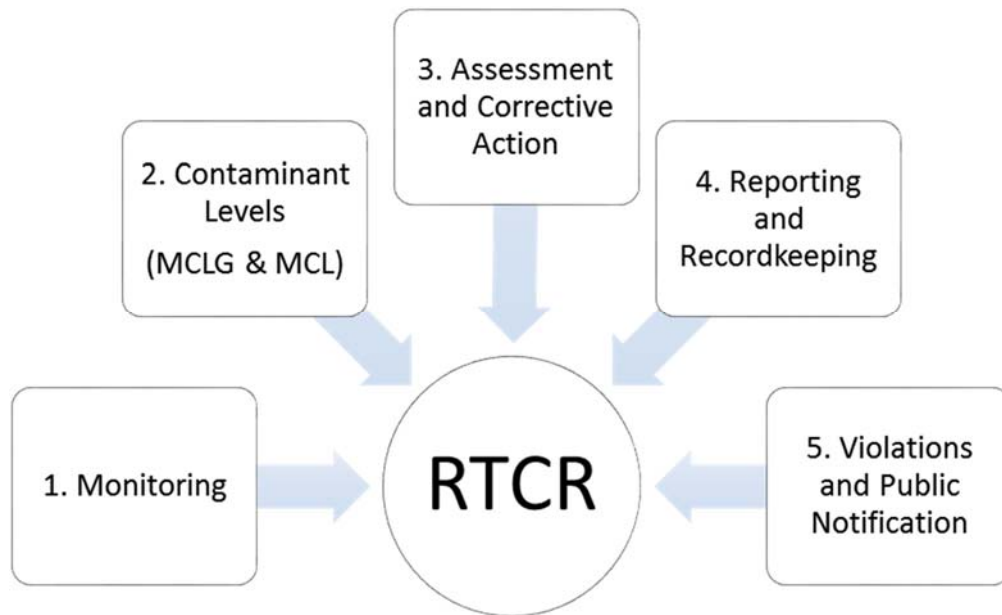 1. Monitoring
2. Contaminant
Levels
(MCLG & MCL)
3. Assessment
and Corrective
Action
4. Reporting
and
Recordkeeping
5. Violations
and Public
Notification
RTCR